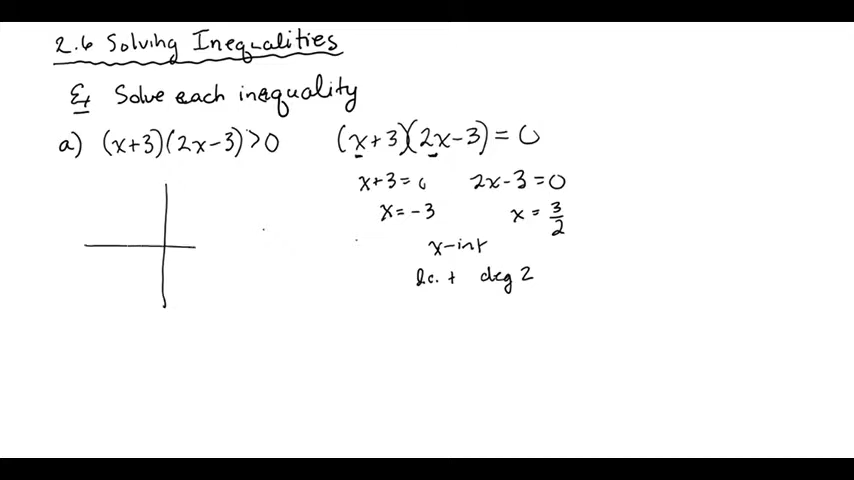 2.6 Solving Inequalities
Ex Solve each inequality
a) (x+3)(2x-3)>0 (x+3)(2x-3)=0
x+3=0 2x-3=0
x=-3 x=3/2
x-int
l.c. + deg 2